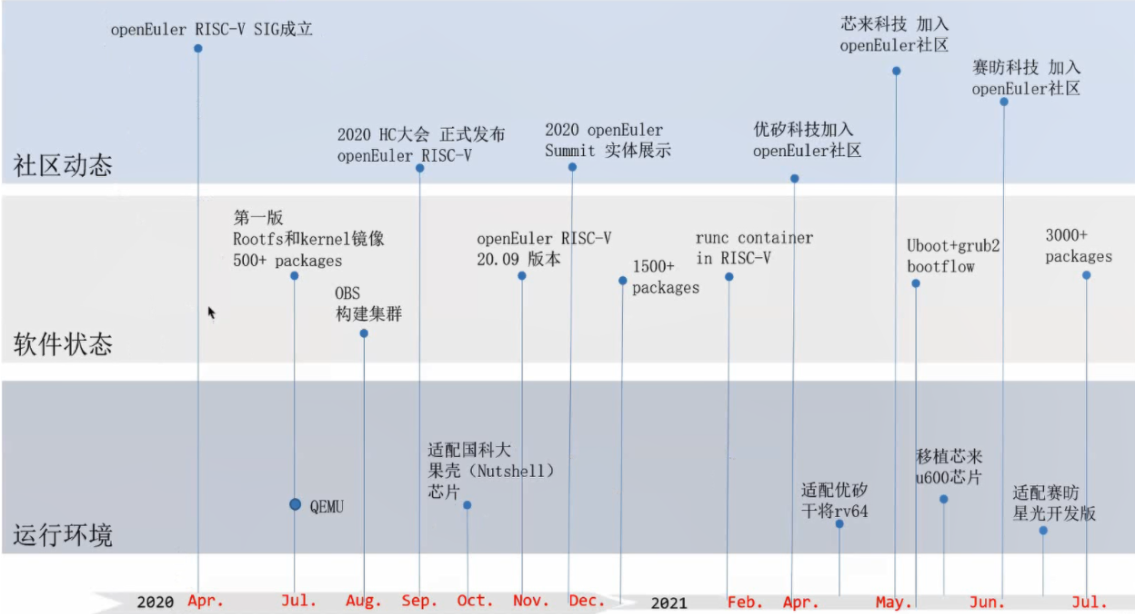 openEuler RISC-V SIG成立
芯来科技 加入
openEuler社区
赛昉科技 加入
openEuler社区
2020 HC大会 正式发布
openEuler RISC-V
2020 openEuler
Summit 实体展示
优矽科技加入
openEuler社区
社区动态
第一版
Rootfs和kernel镜像
500+ packages
OBS
构建集群
openEuler RISC-V
20.09 版本
1500+
packages
runc container
in RISC-V
Uboot+grub2
bootflow
3000+
packages
软件状态
QEMU
适配国科大
果壳（Nutshell）
芯片
适配优矽
干将rv64
移植芯来
u600芯片
适配赛昉
星光开发版
运行环境
2020 Apr. Jul. Aug. Sep. Oct. Nov. Dec. 2021 Feb. Apr. May. Jun. Jul.